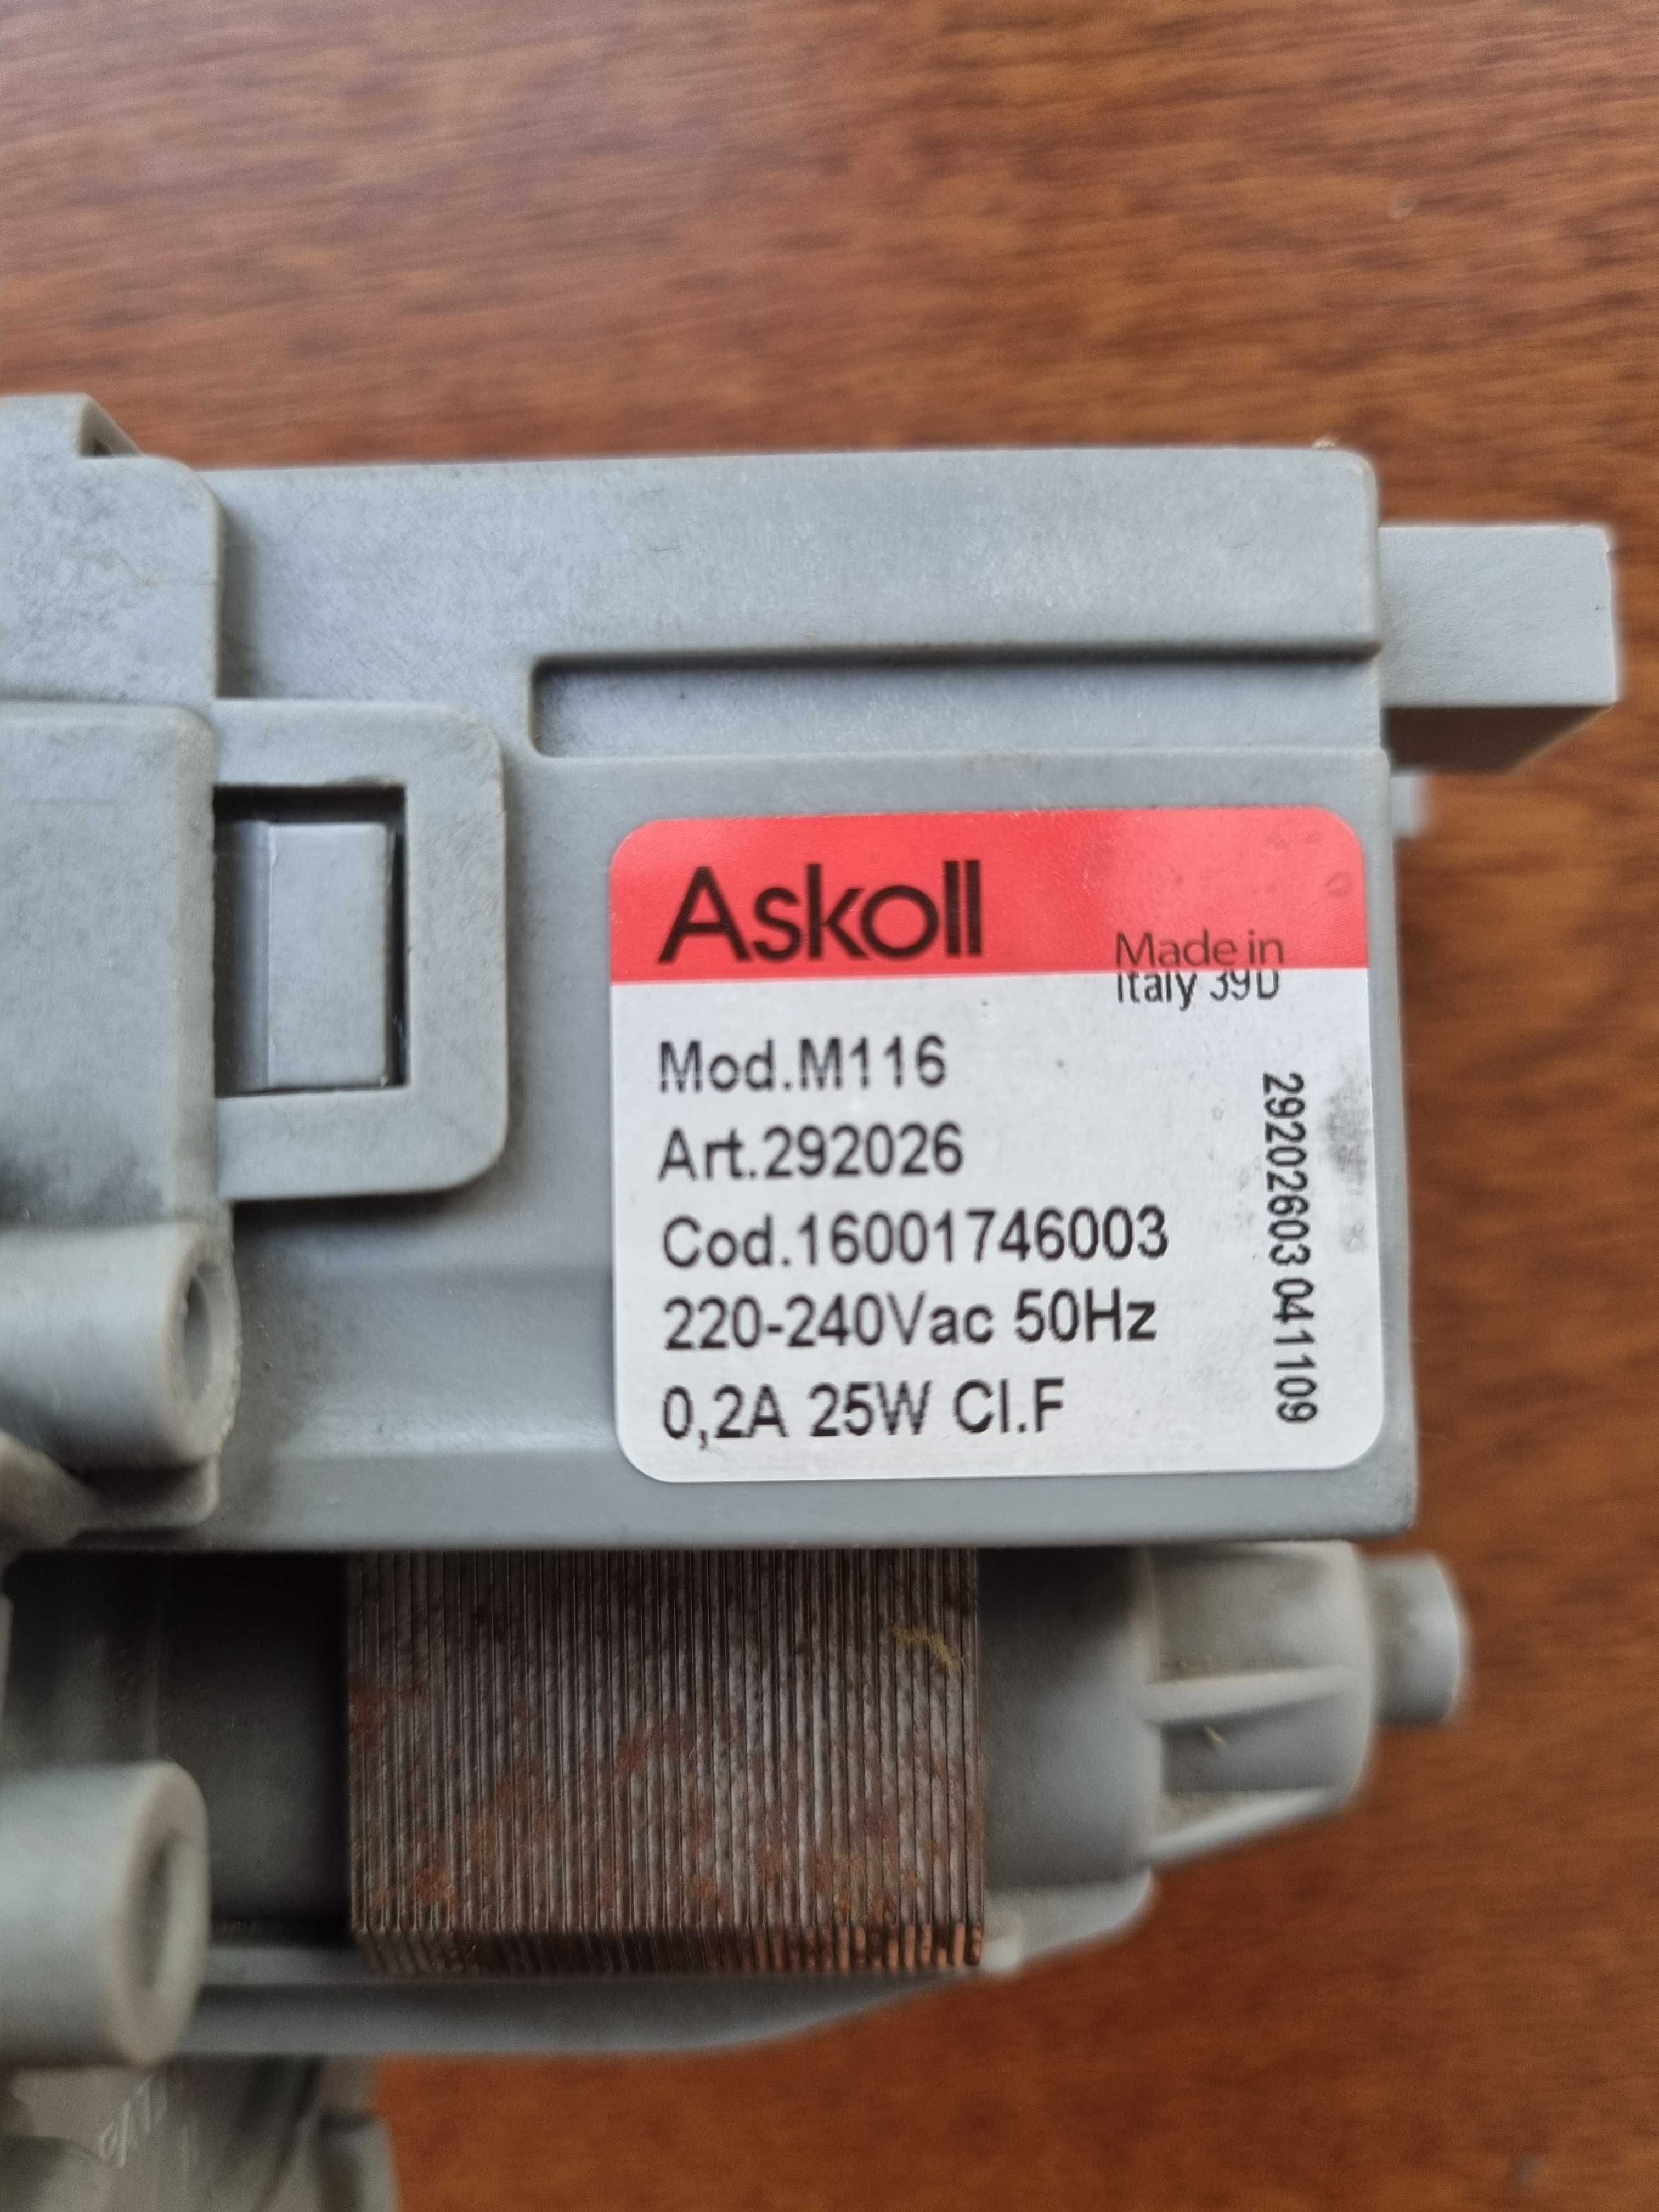 Askoll
Made in
Italy 39D
Mod.M116
Art.292026
Cod.16001746003
220-240Vac 50Hz
0,2A 25W Cl.F
29202603 041109